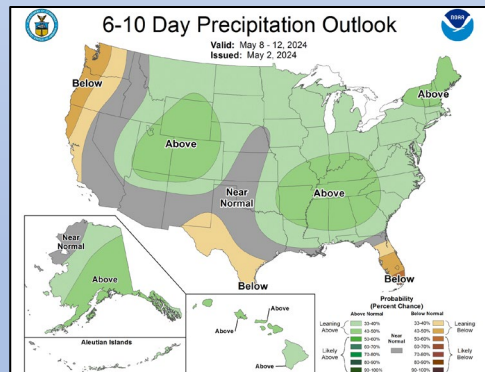 6-10 Day Precipitation Outlook
NOAA
Valid: May 8 - 12, 2024
Issued: May 2, 2024
Below
Above
Above
Near
Normal
Above
Below
Below
Near
Normal
Above
Aleutian Islands
Above
Above
Above
Probability
(Percent Chance)
Above Normal
Below Normal
Leaning
Above
Likely
Above
33-40%
40-50%
50-60%
60-70%
70-80%
80-90%
90-100%
Near
Normal
33-40%
40-50%
50-60%
60-70%
70-80%
80-90%
90-100%
Leaning
Below
Likely
Below